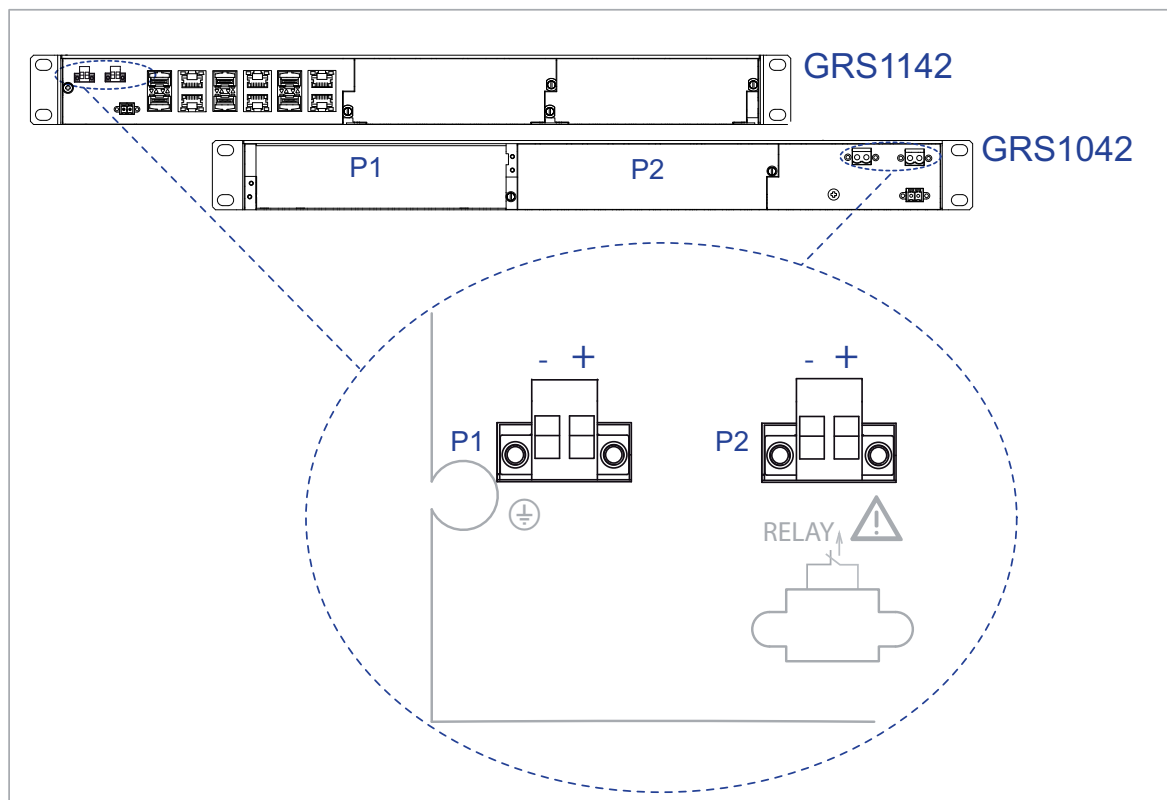 GRS1142
GRS1042
P1
P2
- +
- +
P1
P2
RELAY